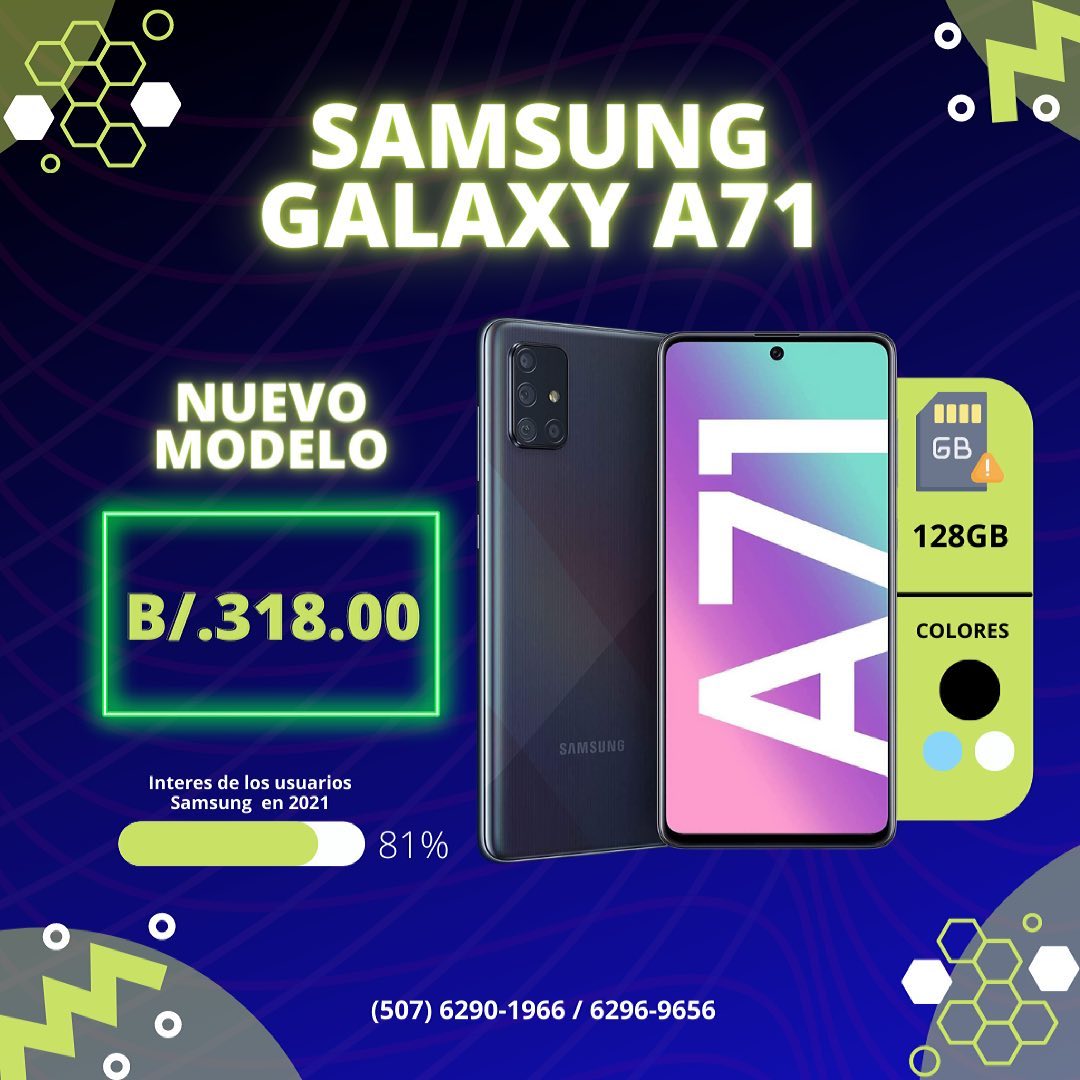 SAMSUNG
GALAXY A71
NUEVO
MODELO
B/.318.00
Interes de los usuarios
Samsung en 2021
81%
SAMSUNG
A71
GB
128GB
COLORES
(507) 6290-1966 / 6296-9656